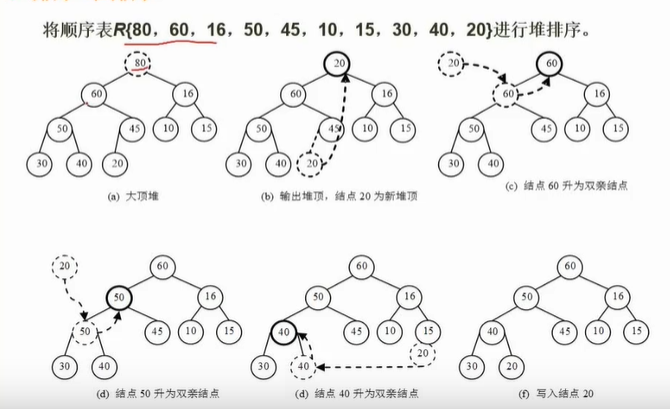 将顺序表R{80，60，16，50，45，10，15，30，40，20}进行堆排序。
80 20 20 60
60 16 60 16 60 16
50 45 10 15 50 45 10 15 50 45 10 15
30 40 20 30 40 20 30 40
(a) 大顶堆 (b) 输出堆顶，结点 20 为新堆顶 (c) 结点 60 升为双亲结点
20 60 60 60
50 16 50 16 50 16
50 45 10 15 40 45 10 15 40 45 10 15
20
30 40 30 40 30 20
(d) 结点 50 升为双亲结点 (d) 结点 40 升为双亲结点 (f) 写入结点 20